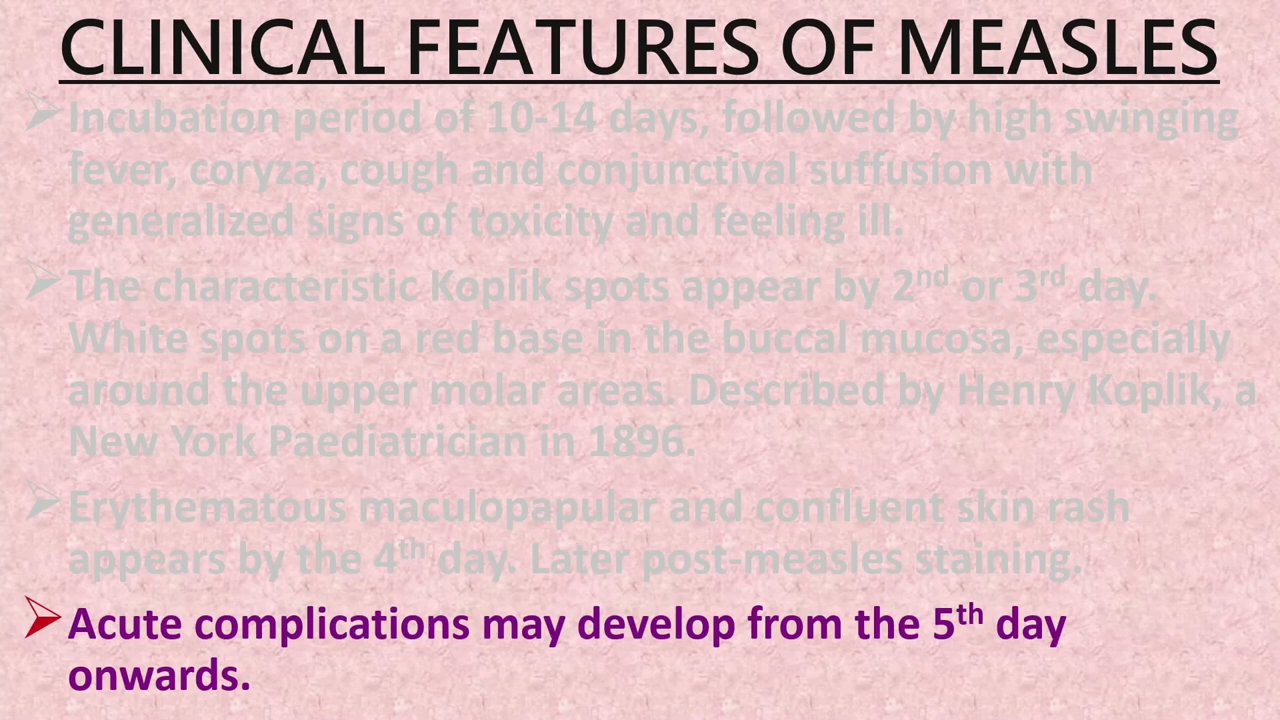 CLINICAL FEATURES OF MEASLES
Incubation period of 10-14 days, followed by high swinging
fever, coryza, cough and conjunctival suffusion with
generalized signs of toxicity and feeling ill.
The characteristic Koplik spots appear by 2nd or 3rd day.
White spots on a red base in the buccal mucosa, especially
around the upper molar areas. Described by Henry Koplik, a
New York Paediatrician in 1896.
Erythematous maculopapular and confluent skin rash
appears by the 4th day. Later post-measles staining.
Acute complications may develop from the 5th day
onwards.